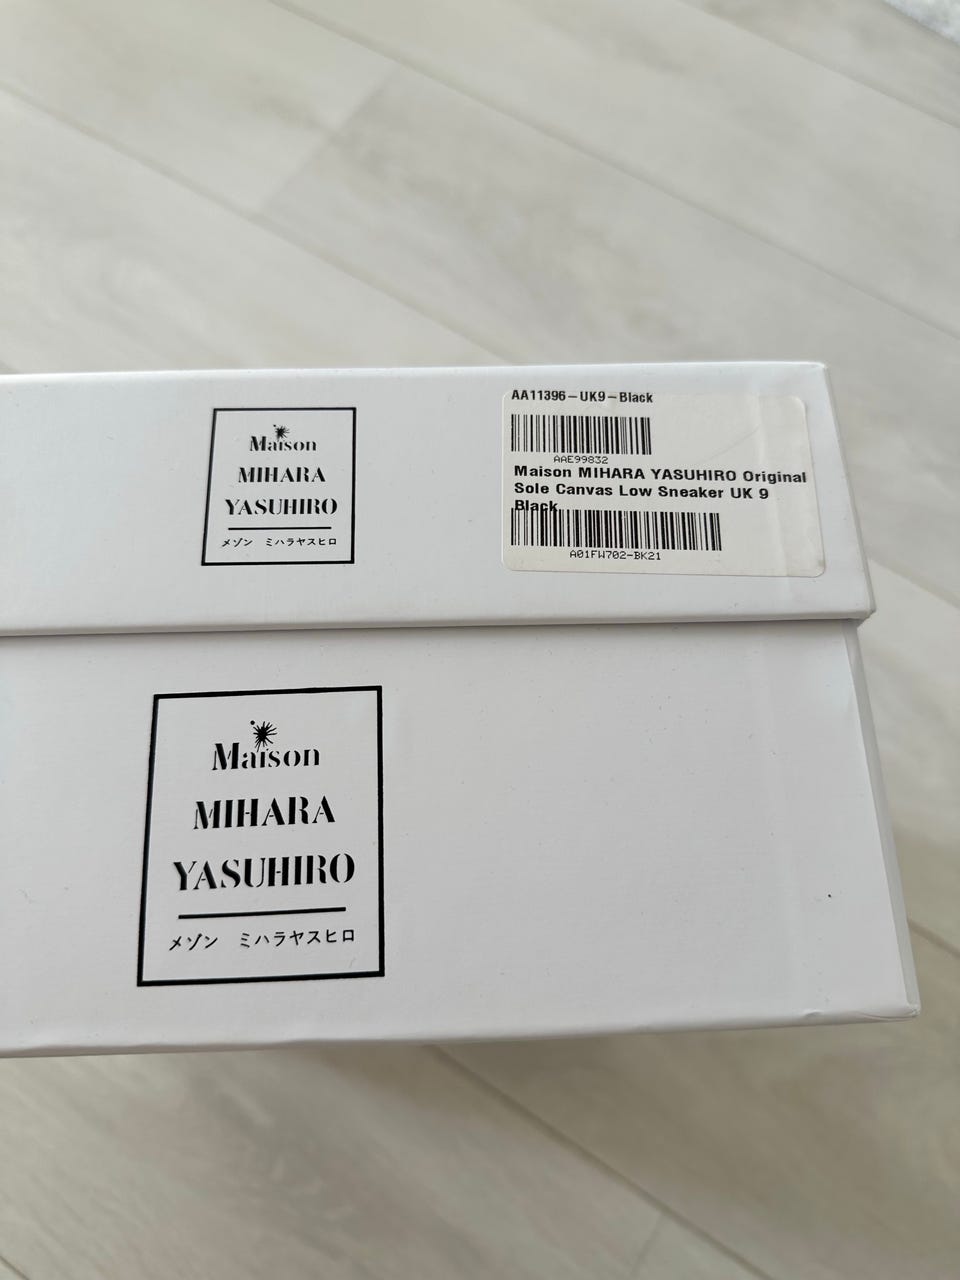 Maison
MIHARA
YASUHIRO
メゾン ミハラヤスヒロ
AA11396-UK9-Black
AAE99832
Maison MIHARA YASUHIRO Original
Sole Canvas Low Sneaker UK 9
Black
A01FW702-BK21
Maison
MIHARA
YASUHIRO
メゾン ミハラヤスヒロ